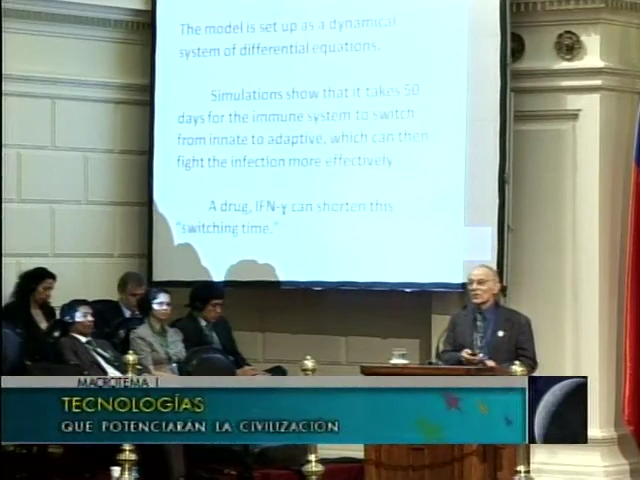 The model is set up as a dynamical
system of differential equations.
Simulations show that it takes 50
days for the immune system to switch
from innate to adaptive, which can then
fight the infection more effectively
A drug, IFN-γ can shorten this
"switching time."
MACROTEMA I
TECNOLOGÍAS
QUE POTENCIARÁN LA CIVILIZACIÓN